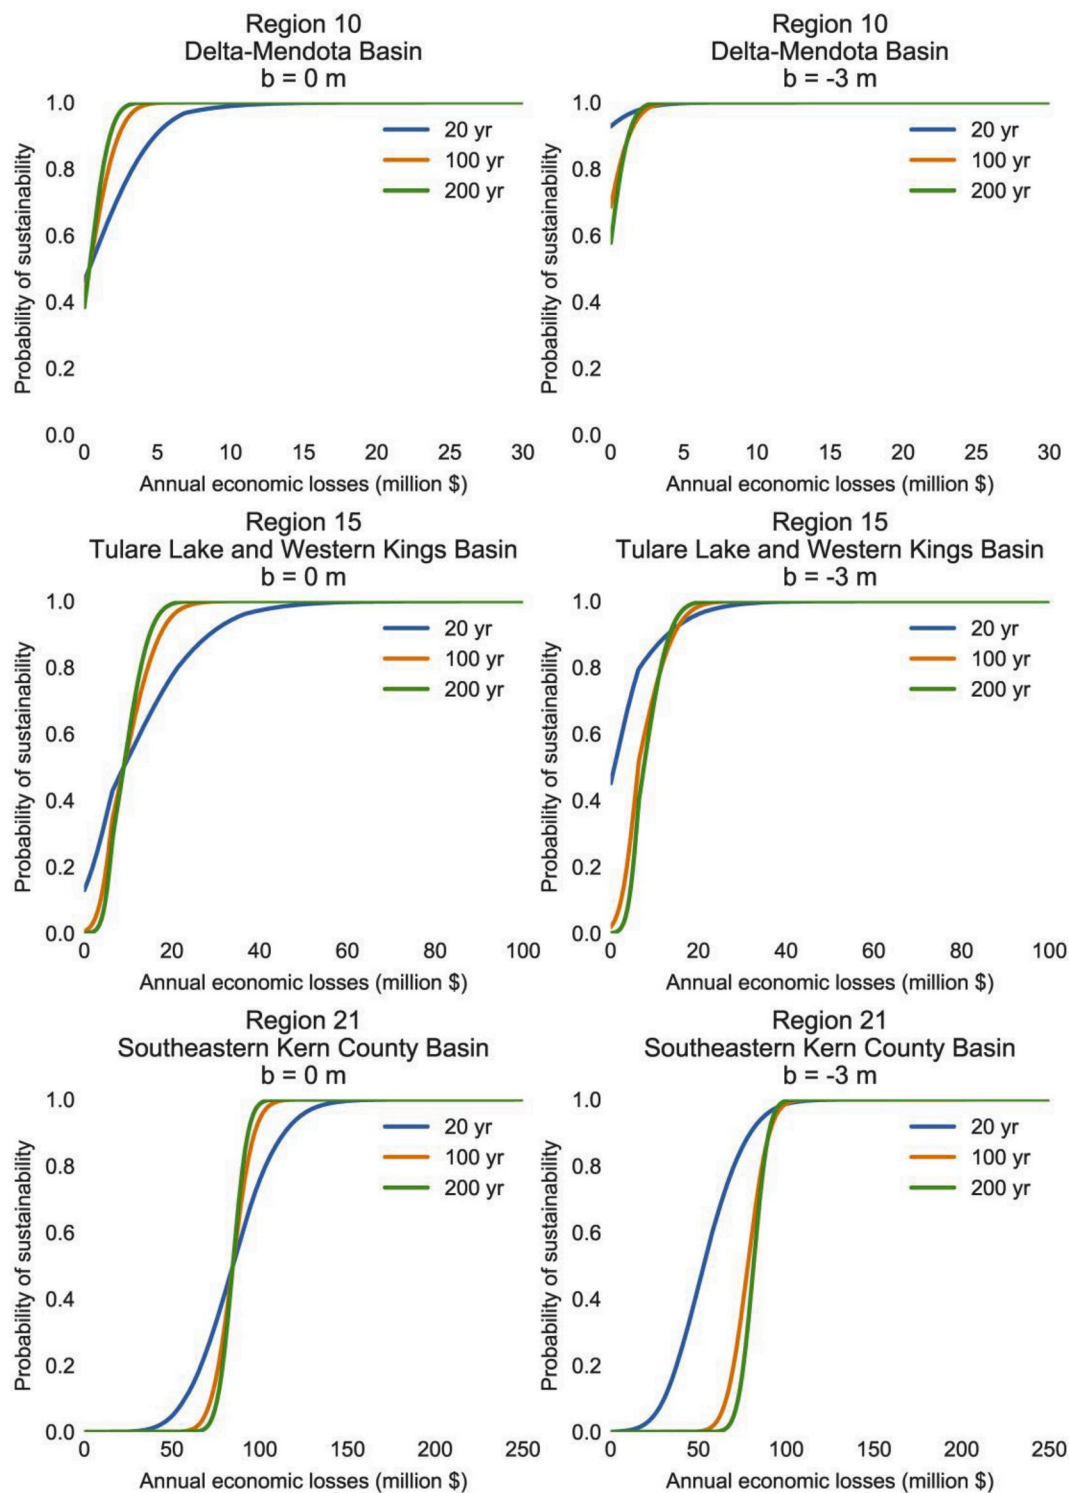 Region 10
Delta-Mendota Basin
b = 0 m
1.0
0.8
0.6
0.4
0.2
0.0
Probability of sustainability
20 yr
100 yr
200 yr
0 5 10 15 20 25 30
Annual economic losses (million $)
Region 10
Delta-Mendota Basin
b = -3 m
1.0
0.8
0.6
0.4
0.2
0.0
Probability of sustainability
20 yr
100 yr
200 yr
0 5 10 15 20 25 30
Annual economic losses (million $)
Region 15
Tulare Lake and Western Kings Basin
b = 0 m
1.0
0.8
0.6
0.4
0.2
0.0
Probability of sustainability
20 yr
100 yr
200 yr
0 20 40 60 80 100
Annual economic losses (million $)
Region 15
Tulare Lake and Western Kings Basin
b = -3 m
1.0
0.8
0.6
0.4
0.2
0.0
Probability of sustainability
20 yr
100 yr
200 yr
0 20 40 60 80 100
Annual economic losses (million $)
Region 21
Southeastern Kern County Basin
b = 0 m
1.0
0.8
0.6
0.4
0.2
0.0
Probability of sustainability
20 yr
100 yr
200 yr
0 50 100 150 200 250
Annual economic losses (million $)
Region 21
Southeastern Kern County Basin
b = -3 m
1.0
0.8
0.6
0.4
0.2
0.0
Probability of sustainability
20 yr
100 yr
200 yr
0 50 100 150 200 250
Annual economic losses (million $)